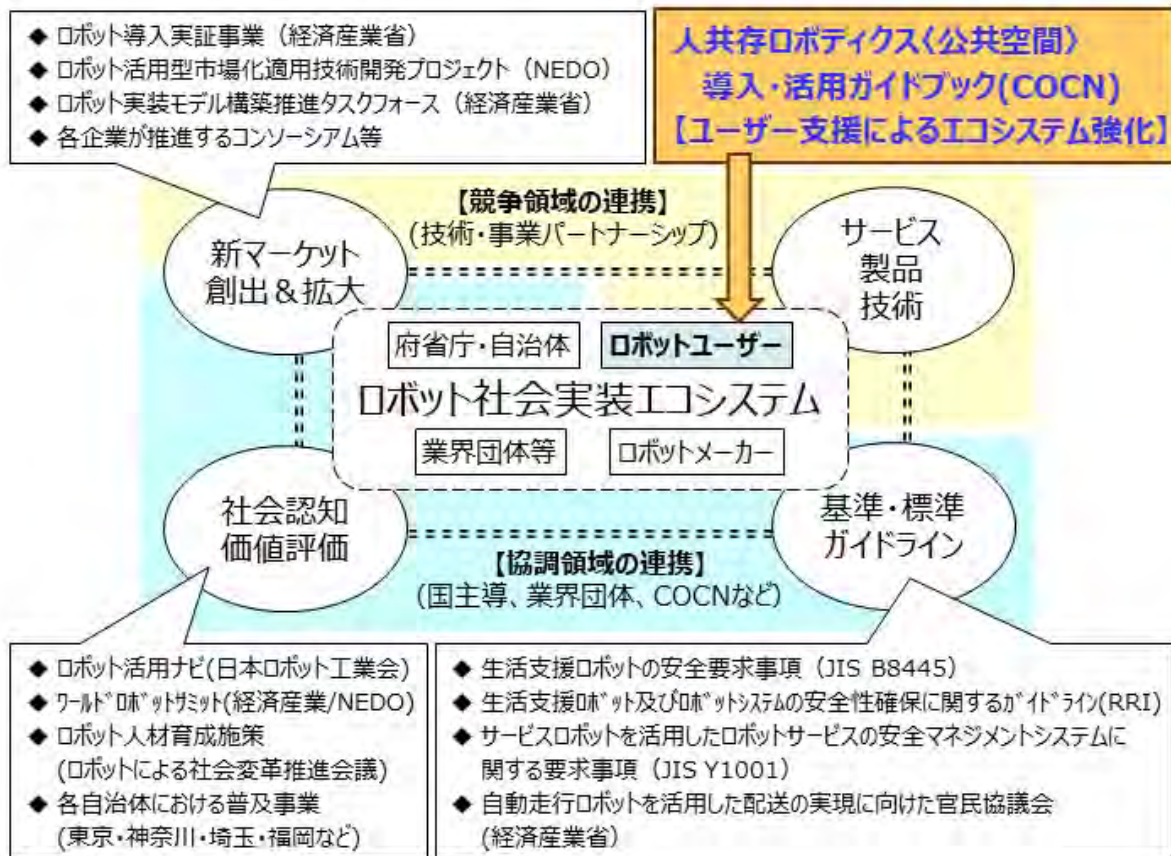 ◆ ロボット導入実証事業（経済産業省）
◆ ロボット活用型市場化適用技術開発プロジェクト（NEDO）
◆ ロボット実装モデル構築推進タスクフォース（経済産業省）
◆ 各企業が推進するコンソーシアム等
人共存ロボティクス〈公共空間〉
導入・活用ガイドブック(COCN)
【ユーザー支援によるエコシステム強化】
【競争領域の連携】
(技術・事業パートナーシップ)
新マーケット
創出＆拡大
サービス
製品
技術
府省庁・自治体
ロボットユーザー
ロボット社会実装エコシステム
業界団体等
ロボットメーカー
社会認知
価値評価
基準・標準
ガイドライン
【協調領域の連携】
(国主導、業界団体、COCNなど)
◆ ロボット活用ナビ(日本ロボット工業会)
◆ ワールドロボットサミット(経済産業/NEDO)
◆ ロボット人材育成施策
(ロボットによる社会変革推進会議)
◆ 各自治体における普及事業
(東京・神奈川・埼玉・福岡など)
◆ 生活支援ロボットの安全要求事項（JIS B8445）
◆ 生活支援ロボット及びロボットシステムの安全性確保に関するガイドライン(RRI)
◆ サービスロボットを活用したロボットサービスの安全マネジメントシステムに
関する要求事項（JIS Y1001）
◆ 自動走行ロボットを活用した配送の実現に向けた官民協議会
(経済産業省)